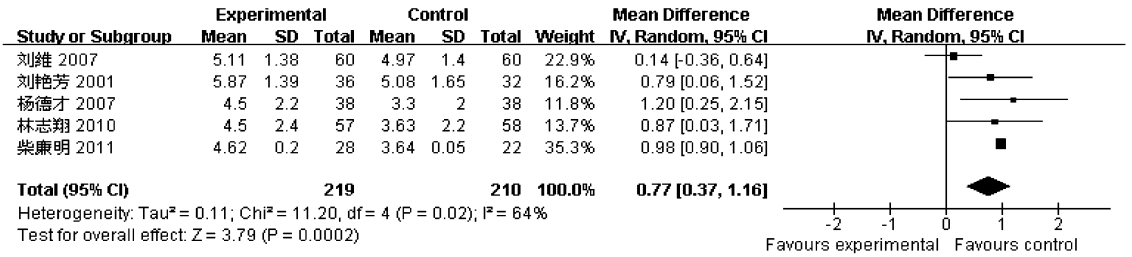 Experimental Control Mean Difference Mean Difference
Study or Subgroup Mean SD Total Mean SD Total Weight IV, Random, 95% CI IV, Random, 95% CI
刘维 2007 5.11 1.38 60 4.97 1.4 60 22.9% 0.14 [-0.36, 0.64]
刘艳芳 2001 5.87 1.39 36 5.08 1.65 32 16.2% 0.79 [0.06, 1.52]
杨德才 2007 4.5 2.2 38 3.3 2 38 11.8% 1.20 [0.25, 2.15]
林志翔 2010 4.5 2.4 57 3.63 2.2 58 13.7% 0.87 [0.03, 1.71]
柴廉明 2011 4.62 0.2 28 3.64 0.05 22 35.3% 0.98 [0.90, 1.06]
Total (95% CI) 219 210 100.0% 0.77 [0.37, 1.16]
Heterogeneity: Tau² = 0.11; Chi² = 11.20, df = 4 (P = 0.02); I² = 64%
Test for overall effect: Z = 3.79 (P = 0.0002)
-2 -1 0 1 2
Favours experimental Favours control